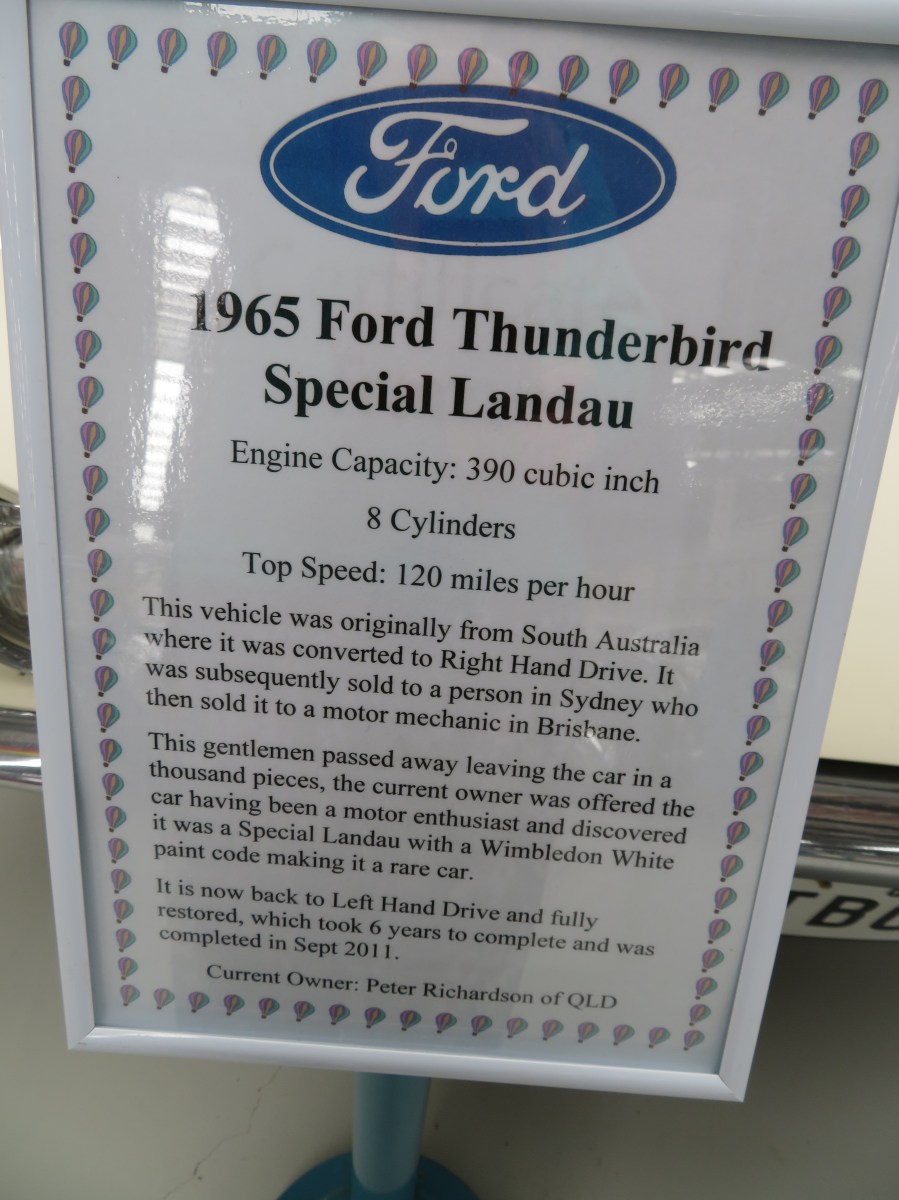 Ford
1965 Ford Thunderbird
Special Landau
Engine Capacity: 390 cubic inch
8 Cylinders
Top Speed: 120 miles per hour
This vehicle was originally from South Australia
where it was converted to Right Hand Drive. It
was subsequently sold to a person in Sydney who
then sold it to a motor mechanic in Brisbane.
This gentlemen passed away leaving the car in a
thousand pieces, the current owner was offered the
car having been a motor enthusiast and discovered
it was a Special Landau with a Wimbledon White
paint code making it a rare car.
It is now back to Left Hand Drive and fully
restored, which took 6 years to complete and was
completed in Sept 2011.
Current Owner: Peter Richardson of QLD